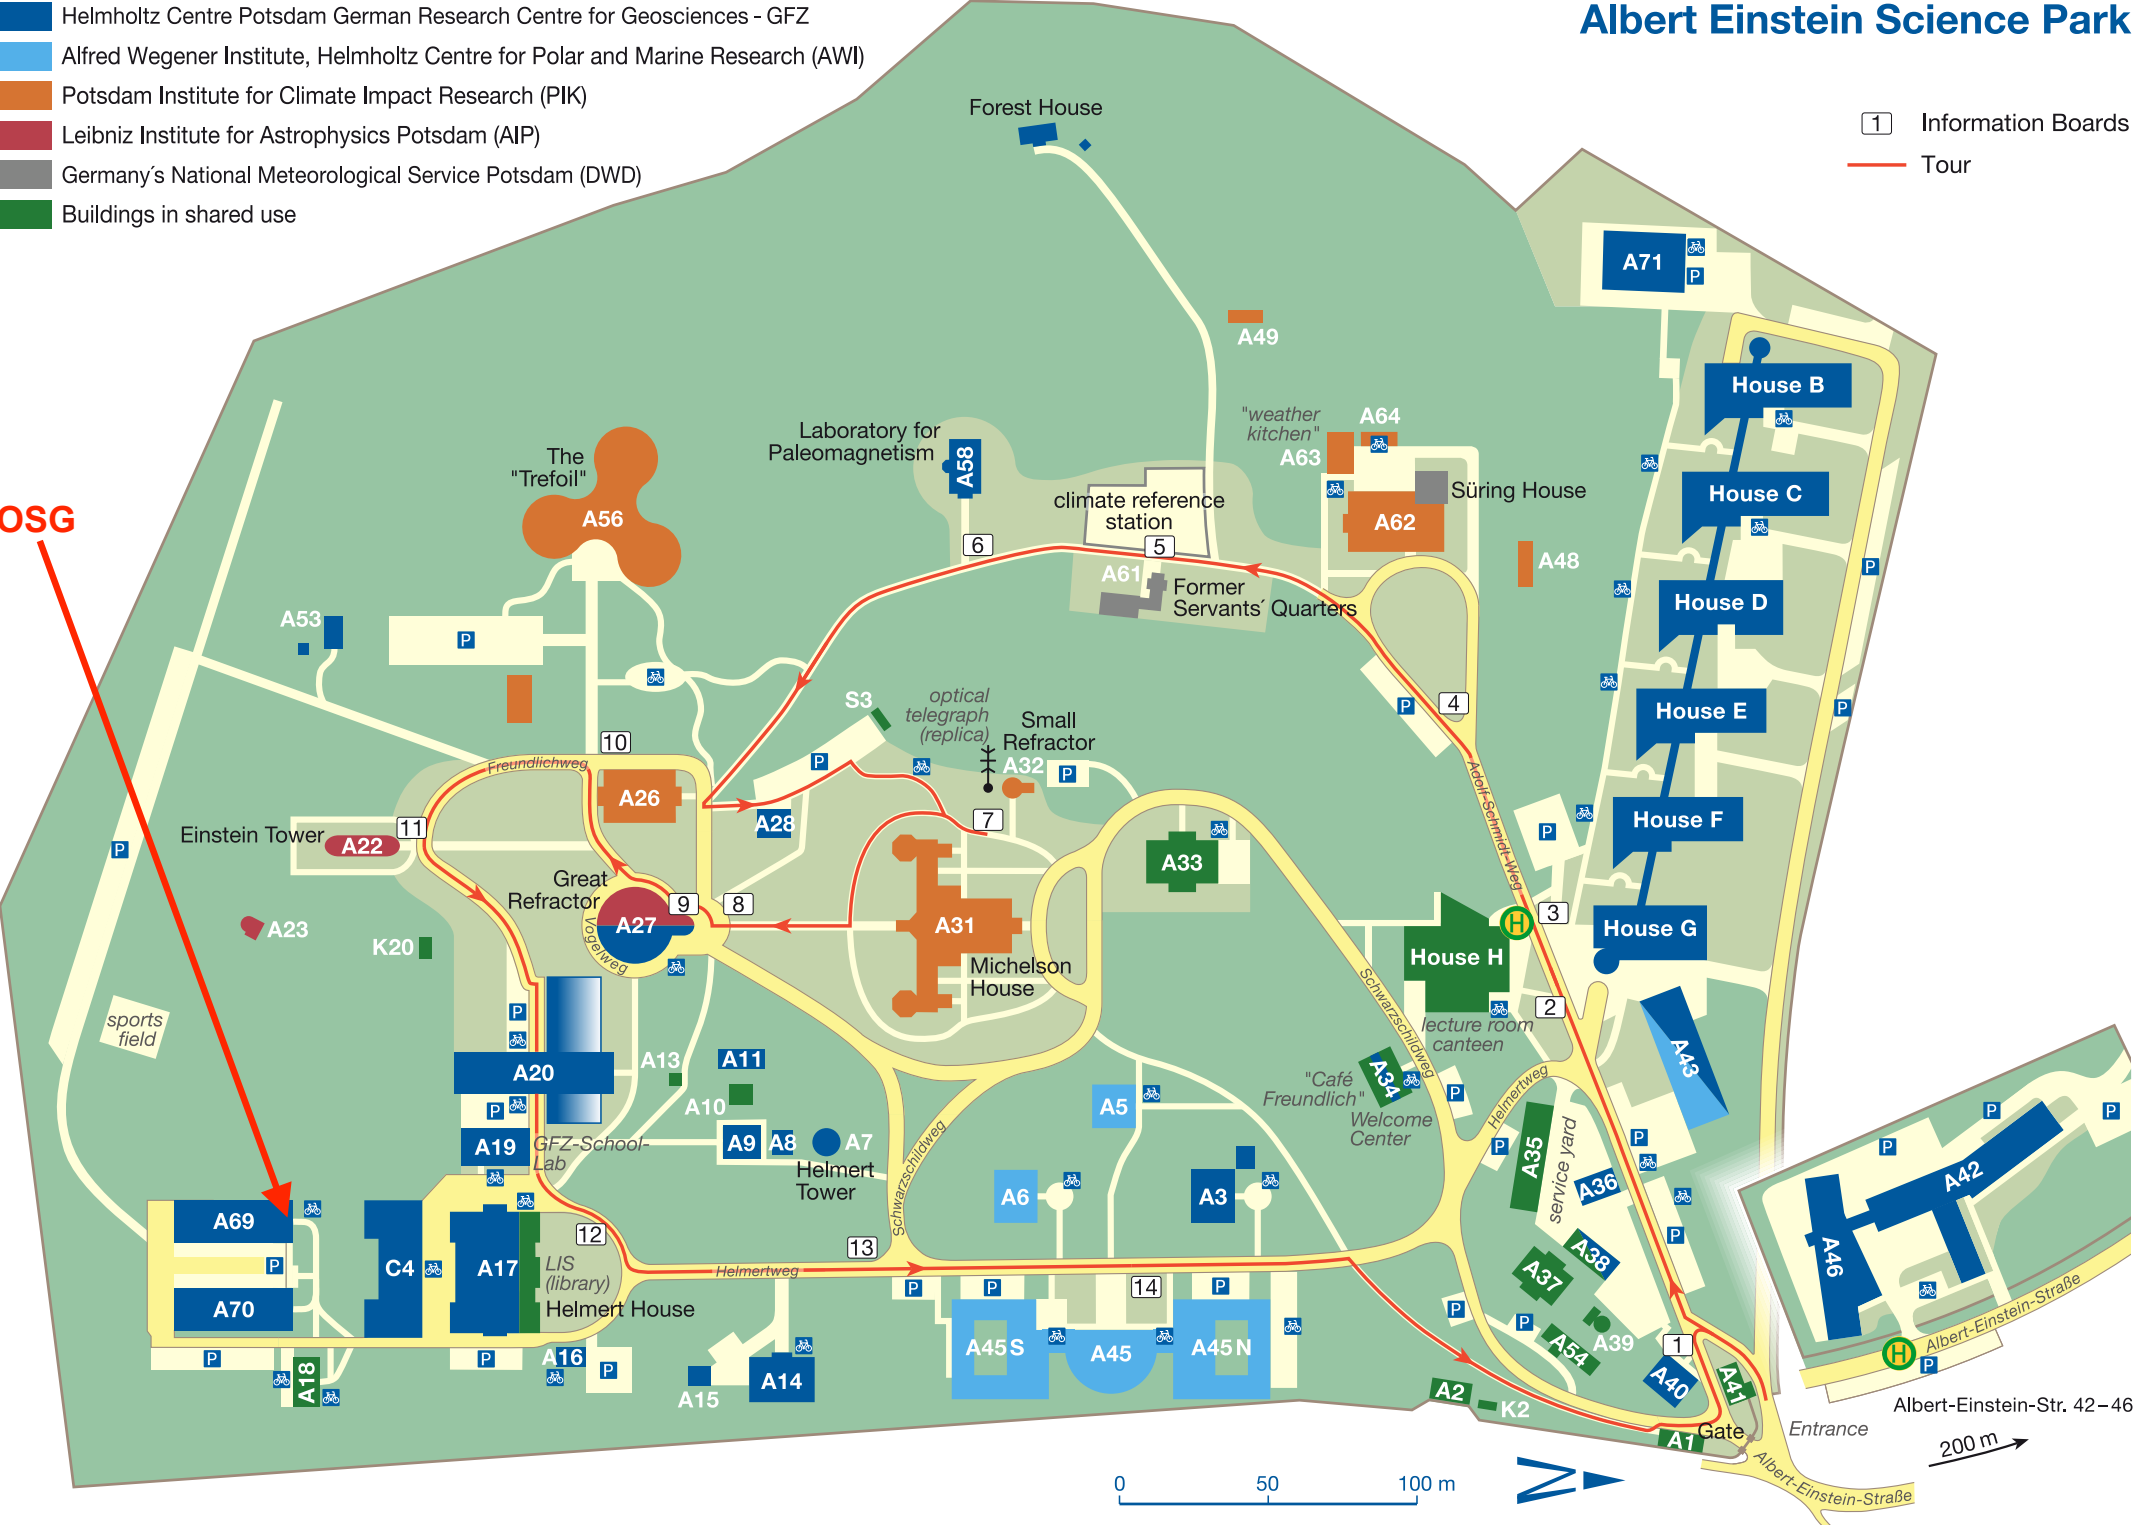 Helmholtz Centre Potsdam German Research Centre for Geosciences - GFZ
Alfred Wegener Institute, Helmholtz Centre for Polar and Marine Research (AWI)
Potsdam Institute for Climate Impact Research (PIK)
Leibniz Institute for Astrophysics Potsdam (AIP)
Germany´s National Meteorological Service Potsdam (DWD)
Buildings in shared use
Albert Einstein Science Park
1 Information Boards
Tour
Forest House
A71
P
A49
House B
"weather
kitchen"
A64
A63
Laboratory for
Paleomagnetism
A58
The
"Trefoil"
A56
OSG
climate reference
station
Süring House
A62
House C
6
5
A48
P
A61
Former
Servants´ Quarters
House D
A53
P
P
4
House E
P
S3
optical
telegraph
(replica)
Small
Refractor
A32
P
10
P
Freundlichweg
A26
A28
7
Adolf-Schmidt-Weg
P
House F
Einstein Tower
A22
11
P
A33
Great
Refractor
A27
9
8
Vogelweg
A31
Michelson
House
H
3
House G
House H
A23
K20
Schwarzschildweg
2
lecture room
canteen
sports
field
P
A20
P
A13
A11
A10
A9
A8
A7
Helmert
Tower
A19
GFZ-School-
Lab
A5
"Café
Freundlich"
A34
Welcome
Center
P
Helmertweg
A43
P
A35
service yard
P
A36
P
A42
P
P
P
A46
A69
P
A70
C4
A17
LIS
(library)
Helmert House
12
13
Schwarzschildweg
Helmertweg
A6
A3
14
P
P
P
A38
A37
A39
A54
P
P
1
A40
A41
Albert-Einstein-Straße
H
P
P
A18
P
A16
P
A15
A14
A45 S
A45
A45 N
A2
K2
A1
Gate
Entrance
Albert-Einstein-Str. 42–46
200 m
Albert-Einstein-Straße
0 50 100 m
N